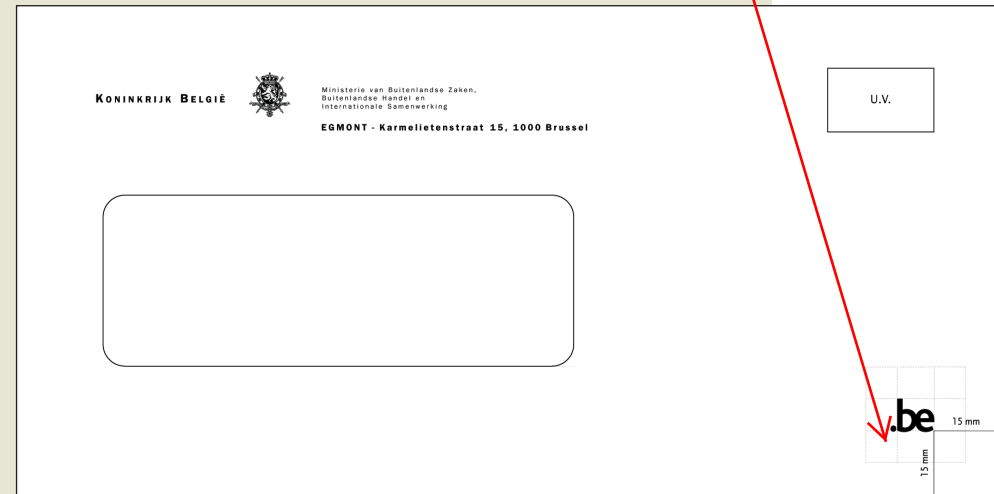 KONINKRIJK BELGIË
Ministerie van Buitenlandse Zaken,
Buitenlandse Handel en
Internationale Samenwerking
EGMONT - Karmelietenstraat 15, 1000 Brussel
U.V.
.be
15 mm
15 mm